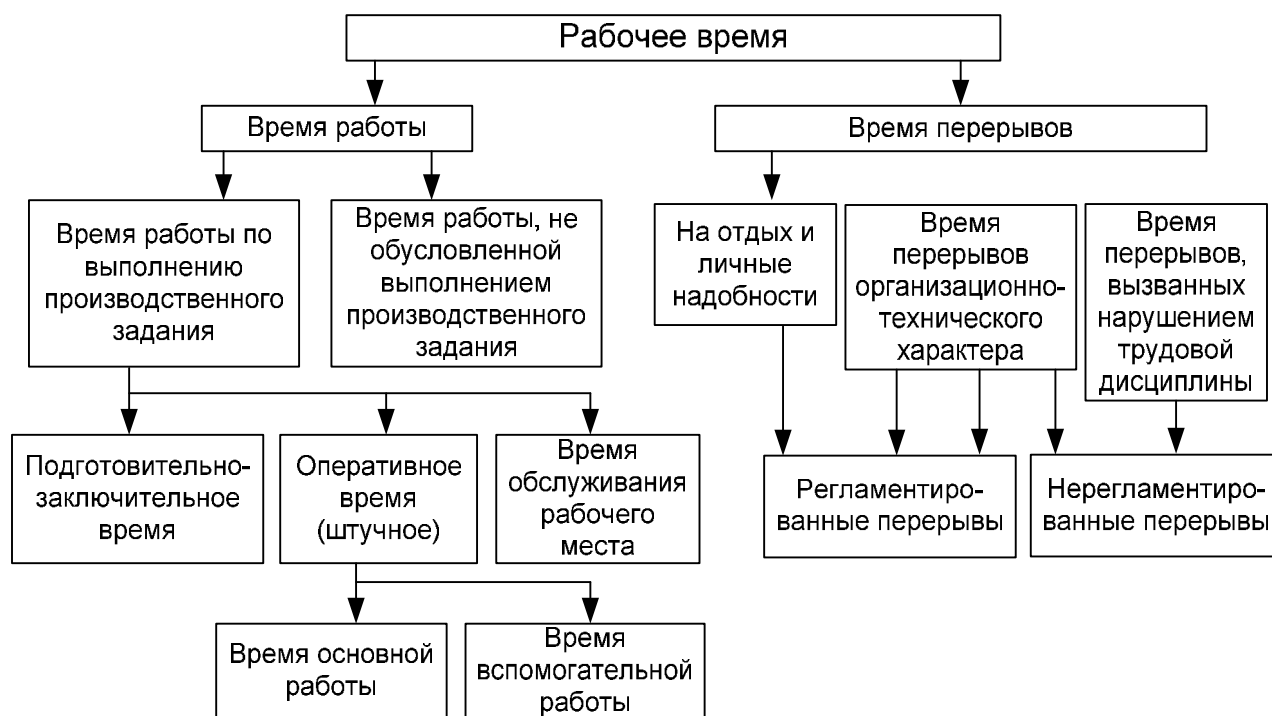 Рабочее время
Время работы
Время перерывов
Время работы по
выполнению
производственного
задания
Время работы, не
обусловленной
выполнением
производственного
задания
На отдых и
личные
надобности
Время
перерывов
организационно-
технического
характера
Время
перерывов,
вызванных
нарушением
трудовой
дисциплины
Подготовительно-
заключительное
время
Оперативное
время
(штучное)
Время
обслуживания
рабочего
места
Регламентиро-
ванные перерывы
Нерегламентиро-
ванные перерывы
Время основной
работы
Время
вспомогательной
работы